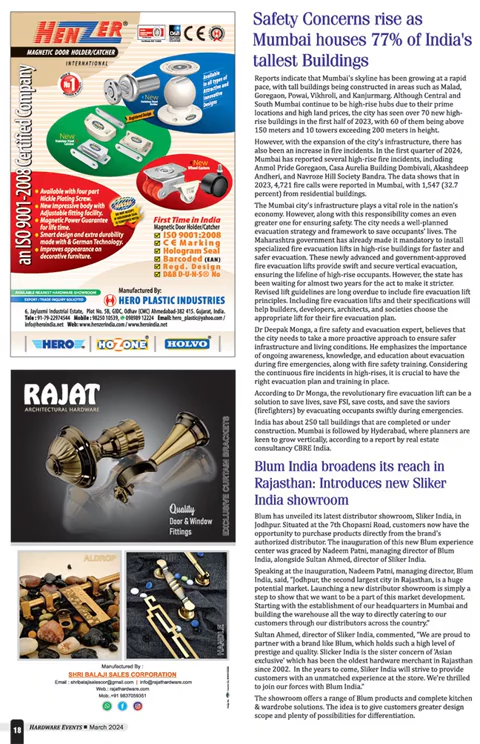 HENZER
MAGNETIC DOOR HOLDER/CATCHER
INTERNATIONAL
an ISO 9001-2008 Certified Company
No 1
New
New
New
Registered Design
Available
in all types of
Attractive and
Innovative
Designs
Available with four part
Nickle Plating Screw.
New impressive body with
Adjustable fitting facility.
Magnetic Power Guarantee
for life time.
Smart design and extra durability
made with & German Technology.
Improves appearance on
decorative furniture.
First Time in India
Magnetic Door Holder/Catcher
ISO 9001:2008
CE Marking
Hologram Seal
Barcoded (EAN)
Regd. Design
D&B D-U-N-S® No
AVAILABLE NEAREST HARDWARE SHOWROOM
EXPORT / TRADE INQUIRY SOLICITED
Manufactured By:
HERO PLASTIC INDUSTRIES
6, Jaylaxmi Industrial Estate, Plot No. 5B, GIDC, Odhav (CMC) Ahmedabad-382 415. Gujarat, India.
HERO
HOZONE
HOLVO
RAJAT
ARCHITECTURAL HARDWARE
EXCLUSIVE CURTAIN BRACKETS
Quality
Door & Window
Fittings
ALDROP
HANDLE
Manufactured By :
SHRI BALAJI SALES CORPORATION
Email : shribalajisalescor@gmail.com | info@rajathardware.com
Web.: rajathardware.com
Mob. +91 9837059351
18 HARDWARE EVENTS ■ March 2024
Safety Concerns rise as
Mumbai houses 77% of India's
tallest Buildings
Reports indicate that Mumbai's skyline has been growing at a rapid
pace, with tall buildings being constructed in areas such as Malad,
Goregaon, Powai, Vikhroli, and Kanjurmarg. Although Central and
South Mumbai continue to be high-rise hubs due to their prime
locations and high land prices, the city has seen over 70 new high-
rise buildings in the first half of 2023, with 60 of them being above
150 meters and 10 towers exceeding 200 meters in height.
However, with the expansion of the city's infrastructure, there has
also been an increase in fire incidents. In the first quarter of 2024,
Mumbai has reported several high-rise fire incidents, including
Anmol Pride Goregaon, Casa Aurelia Building Dombivali, Akashdeep
Andheri, and Navroze Hill Society Bandra. The data shows that in
2023, 4,721 fire calls were reported in Mumbai, with 1,547 (32.7
percent) from residential buildings.
The Mumbai city's infrastructure plays a vital role in the nation's
economy. However, along with this responsibility comes an even
greater one for ensuring safety. The city needs a well-planned
evacuation strategy and framework to save occupants' lives. The
Maharashtra government has already made it mandatory to install
specialized fire evacuation lifts in high-rise buildings for faster and
safer evacuation. These newly advanced and government-approved
fire evacuation lifts provide swift and secure vertical evacuation,
ensuring the lifeline of high-rise occupants. However, the state has
been waiting for almost two years for the act to make it stricter.
Revised lift guidelines are long overdue to include fire evacuation lift
principles. Including fire evacuation lifts and their specifications will
help builders, developers, architects, and societies choose the
appropriate lift for their fire evacuation plan.
Dr Deepak Monga, a fire safety and evacuation expert, believes that
the city needs to take a more proactive approach to ensure safer
infrastructure and living conditions. He emphasizes the importance
of ongoing awareness, knowledge, and education about evacuation
during fire emergencies, along with fire safety training. Considering
the continuous fire incidents in high-rises, it is crucial to have the
right evacuation plan and training in place.
According to Dr Monga, the revolutionary fire evacuation lift can be a
solution to save lives, save FSI, save costs, and save the saviors
(firefighters) by evacuating occupants swiftly during emergencies.
India has about 250 tall buildings that are completed or under
construction. Mumbai is followed by Hyderabad, where planners are
keen to grow vertically, according to a report by real estate
consultancy CBRE India.
Blum India broadens its reach in
Rajasthan: Introduces new Sliker
India showroom
Blum has unveiled its latest distributor showroom, Sliker India, in
Jodhpur. Situated at the 7th Chopasni Road, customers now have the
opportunity to purchase products directly from the brand's
authorized distributor. The inauguration of this new Blum experience
center was graced by Nadeem Patni, managing director of Blum
India, alongside Sultan Ahmed, director of Sliker India.
Speaking at the inauguration, Nadeem Patni, managing director, Blum
India, said, "Jodhpur, the second largest city in Rajasthan, is a huge
potential market. Launching a new distributor showroom is simply a
step to show that we want to be a part of this market development.
Starting with the establishment of our headquarters in Mumbai and
building the warehouse all the way to directly catering to our
customers through our distributors across the country."
Sultan Ahmed, director of Sliker India, commented, "We are proud to
partner with a brand like Blum, which holds such a high level of
prestige and quality. Slicker India is the sister concern of 'Asian
exclusive' which has been the oldest hardware merchant in Rajasthan
since 2002. In the years to come, Sliker India will strive to provide
customers with an unmatched experience at the store. We're thrilled
to join our forces with Blum India."
The showroom offers a range of Blum products and complete kitchen
& wardrobe solutions. The idea is to give customers greater design
scope and plenty of possibilities for differentiation.